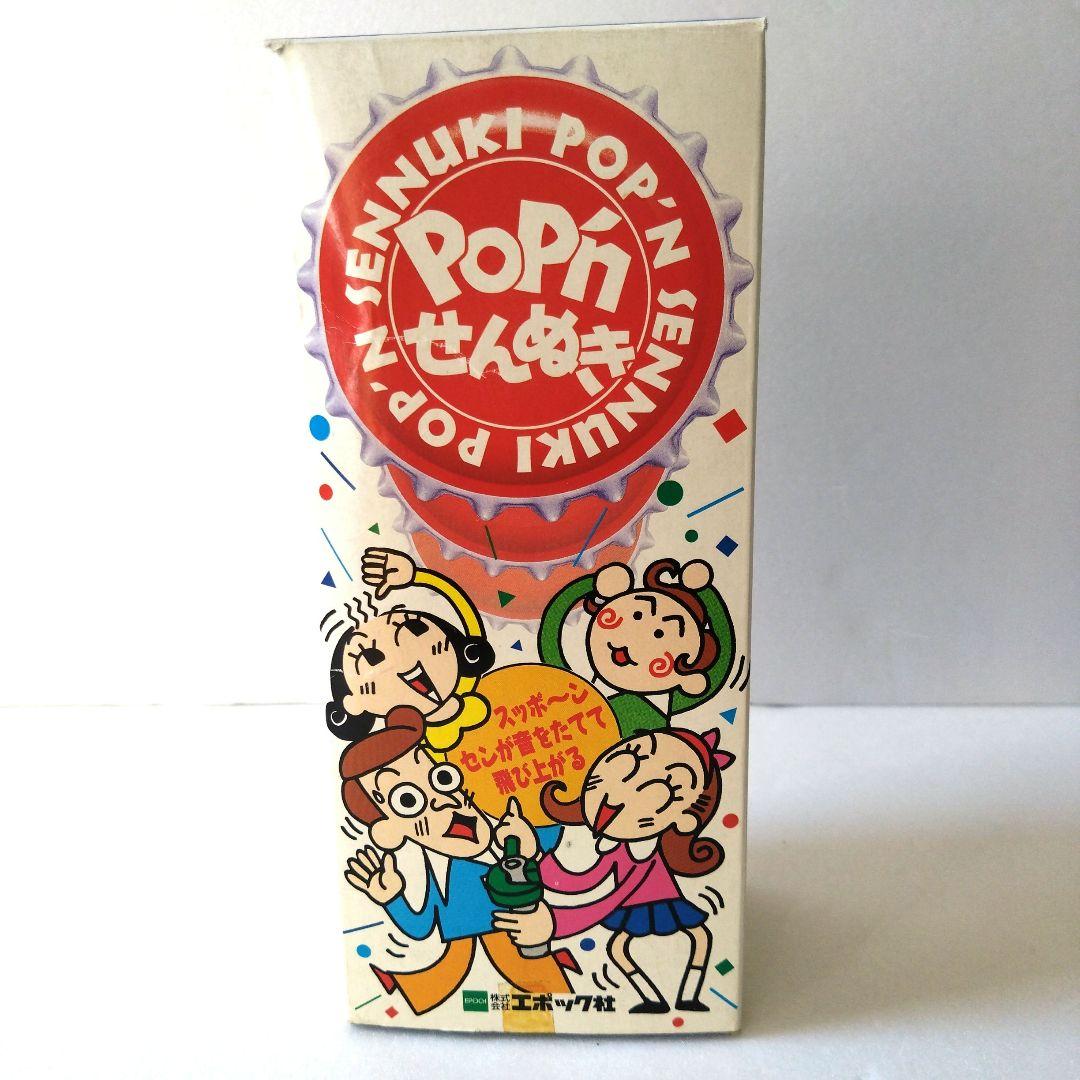 SENNUKI POP'N SENNUKI POP'N
POP'n
せんぬき
スッポ〜ン
センが音をたてて
飛び上がる
EPOCH 株式会社 エポック社